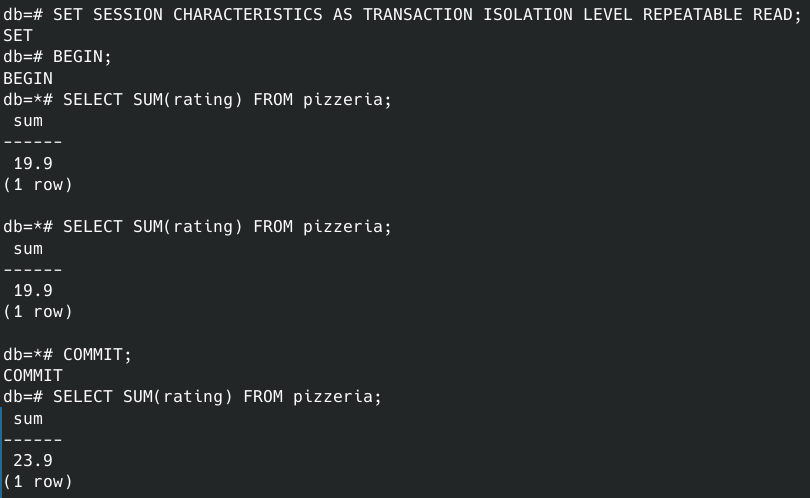 db=# SET SESSION CHARACTERISTICS AS TRANSACTION ISOLATION LEVEL REPEATABLE READ;
SET
db=# BEGIN;
BEGIN
db=*# SELECT SUM(rating) FROM pizzeria;
 sum
------
 19.9
(1 row)

db=*# SELECT SUM(rating) FROM pizzeria;
 sum
------
 19.9
(1 row)

db=*# COMMIT;
COMMIT
db=# SELECT SUM(rating) FROM pizzeria;
 sum
------
 23.9
(1 row)